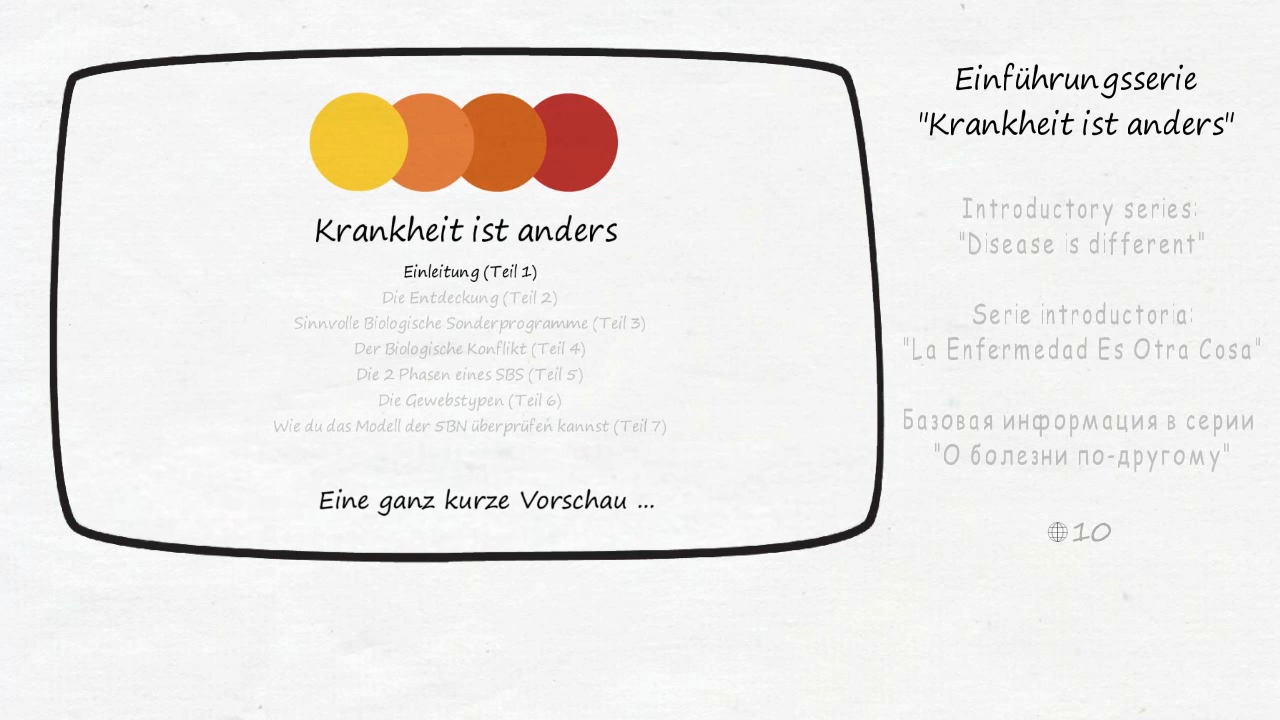 Krankheit ist anders
Einleitung (Teil 1)
Die Entdeckung (Teil 2)
Sinnvolle Biologische Sonderprogramme (Teil 3)
Der Biologische Konflikt (Teil 4)
Die 2 Phasen eines SBS (Teil 5)
Die Gewebstypen (Teil 6)
Wie du das Modell der 5BN überprüfen kannst (Teil 7)
Eine ganz kurze Vorschau ...
Einführungsserie
"Krankheit ist anders"
Introductory series:
"Disease is different"
Serie introductoria:
"La Enfermedad Es Otra Cosa"
Базовая информация в серии
"О болезни по-другому"
10